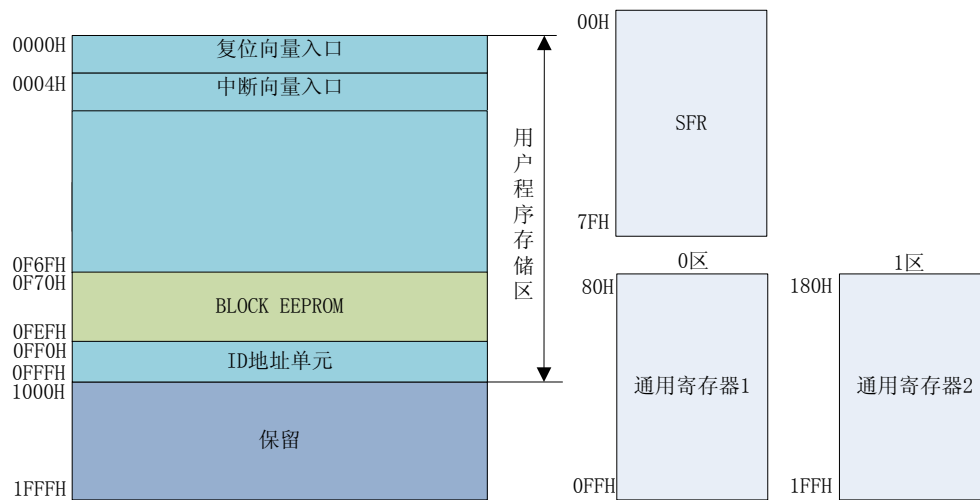 0000H
复位向量入口
0004H
中断向量入口
0F6FH
0F70H
BLOCK EEPROM
0FEFH
0FF0H
ID地址单元
0FFFH
1000H
保留
1FFFH
用户程序存储区
00H
SFR
7FH
0区
1区
80H
180H
通用寄存器1
通用寄存器2
0FFH
1FFH